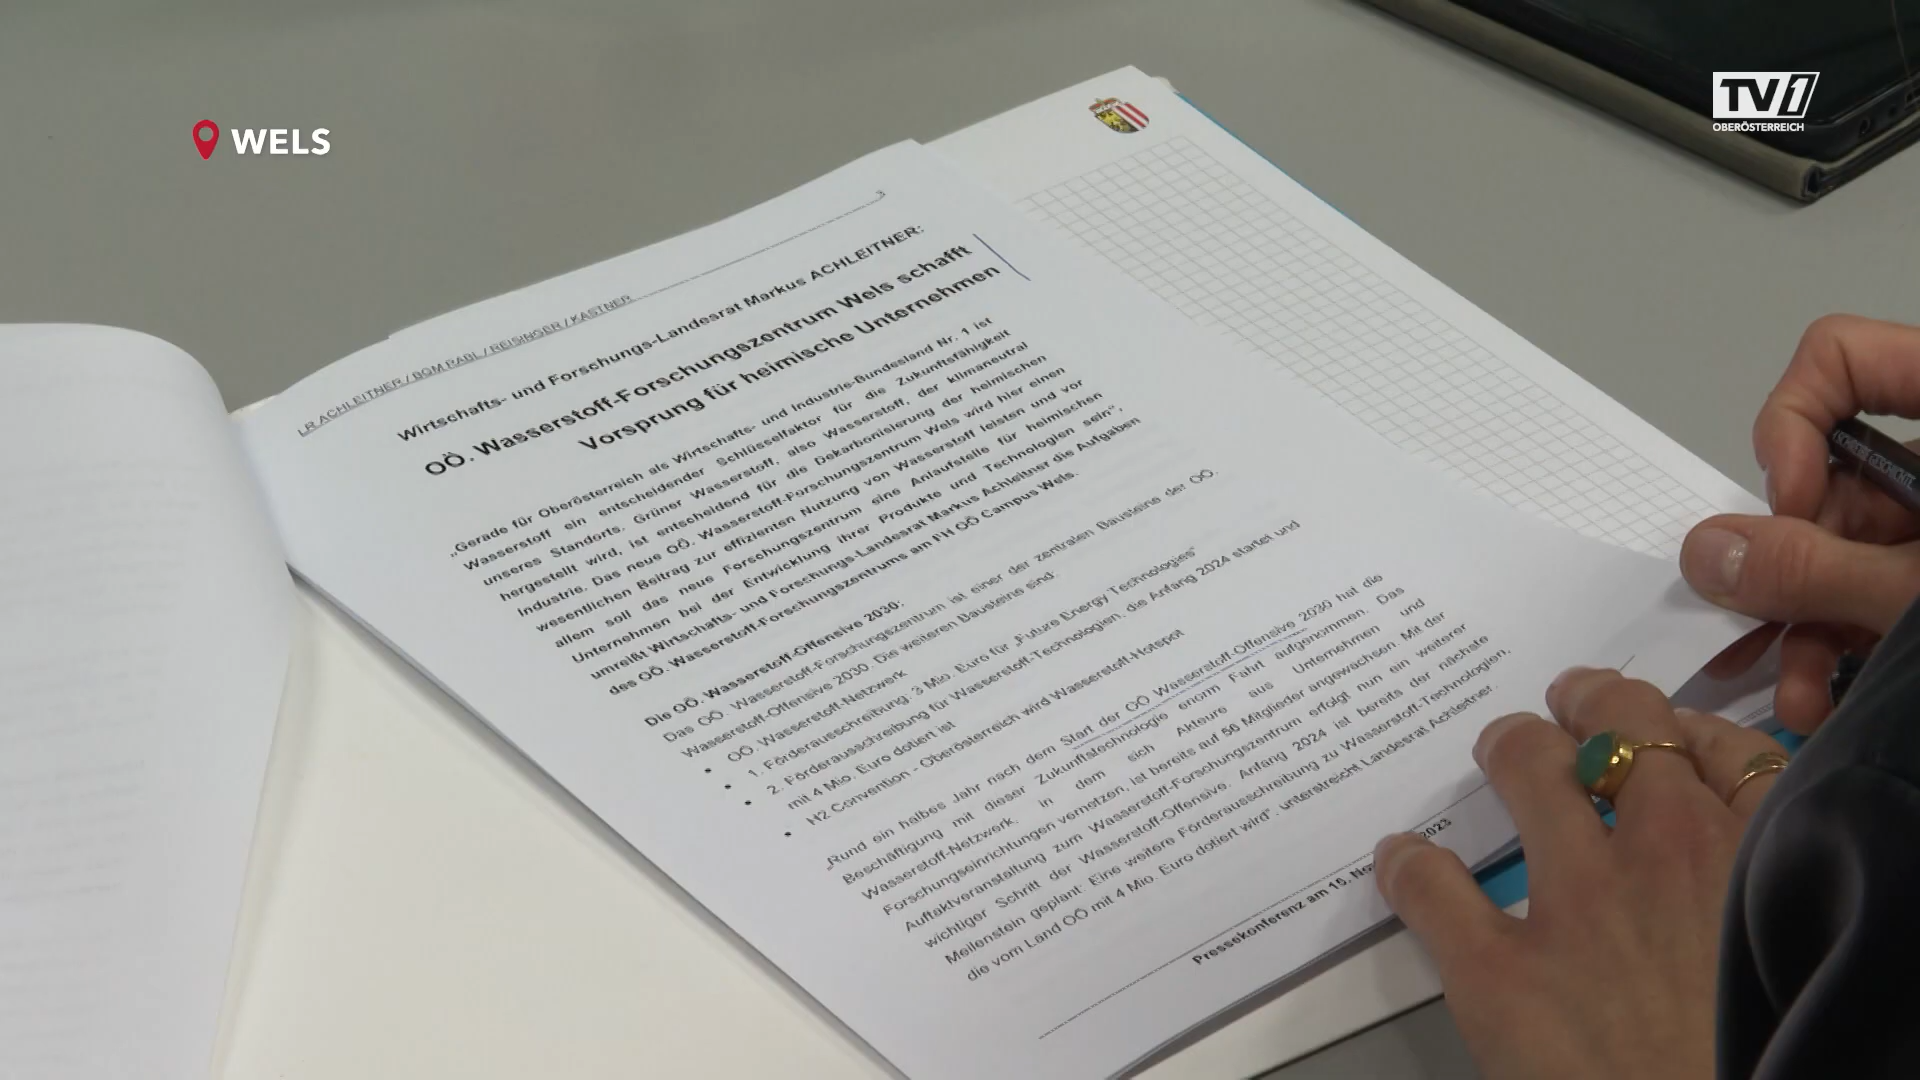 WELS
TV1
OBERÖSTERREICH
3
LR ACHLEITNER / BGM RABL / REISINGER / KASTNER
Wirtschafts- und Forschungs-Landesrat Markus ACHLEITNER:
OÖ. Wasserstoff-Forschungszentrum Wels schafft
Vorsprung für heimische Unternehmen
„Gerade für Oberösterreich als Wirtschafts- und Industrie-Bundesland Nr. 1 ist
Wasserstoff ein entscheidender Schlüsselfaktor für die Zukunftsfähigkeit
unseres Standorts. Grüner Wasserstoff, also Wasserstoff, der klimaneutral
hergestellt wird, ist entscheidend für die Dekarbonisierung der heimischen
Industrie. Das neue OÖ. Wasserstoff-Forschungszentrum Wels wird hier einen
wesentlichen Beitrag zur effizienten Nutzung von Wasserstoff leisten und vor
allem soll das neue Forschungszentrum eine Anlaufstelle für heimischen
Unternehmen bei der Entwicklung ihrer Produkte und Technologien sein“,
umreißt Wirtschafts- und Forschungs-Landesrat Markus Achleitner die Aufgaben
des OÖ. Wasserstoff-Forschungszentrums am FH OÖ Campus Wels.
Die OÖ. Wasserstoff-Offensive 2030:
Das OÖ. Wasserstoff-Forschungszentrum ist einer der zentralen Bausteine der OÖ.
Wasserstoff-Offensive 2030. Die weiteren Bausteine sind:
• OÖ. Wasserstoff-Netzwerk
• 1. Förderausschreibung: 3 Mio. Euro für „Future Energy Technologies“
• 2. Förderausschreibung für Wasserstoff-Technologien, die Anfang 2024 startet und
mit 4 Mio. Euro dotiert ist
• H2 Convention - Oberösterreich wird Wasserstoff-Hotspot
„Rund ein halbes Jahr nach dem Start der OÖ Wasserstoff-Offensive 2030 hat die
Beschäftigung mit dieser Zukunftstechnologie enorm Fahrt aufgenommen. Das
Wasserstoff-Netzwerk, in dem sich Akteure aus Unternehmen und
Forschungseinrichtungen vernetzen, ist bereits auf 56 Mitglieder angewachsen. Mit der
Auftaktveranstaltung zum Wasserstoff-Forschungszentrum erfolgt nun ein weiterer
wichtiger Schritt der Wasserstoff-Offensive. Anfang 2024 ist bereits der nächste
Meilenstein geplant: Eine weitere Förderausschreibung zu Wasserstoff-Technologien,
die vom Land OÖ mit 4 Mio. Euro dotiert wird“, unterstreicht Landesrat Achleitner.
Pressekonferenz am 15. 2023
SCHREIBT GESCHICHTE